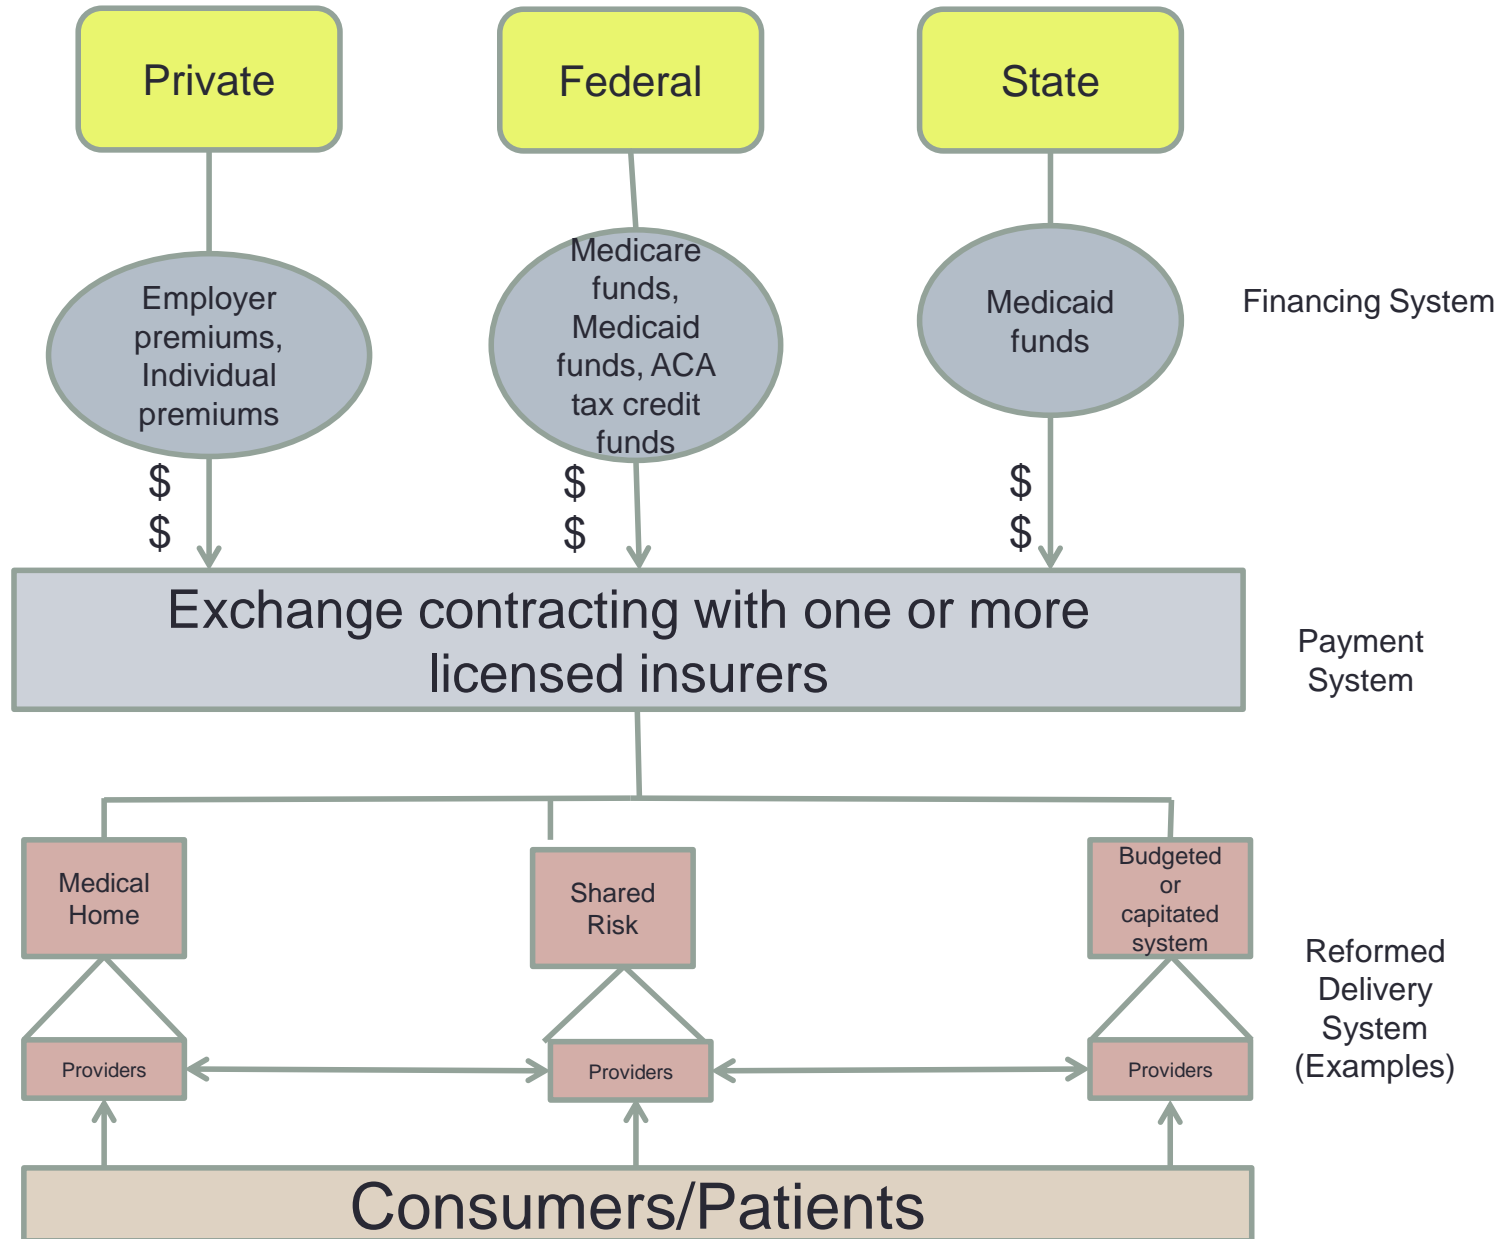 Private
Federal
State
Employer
premiums,
Individual
premiums
Medicare
funds,
Medicaid
funds, ACA
tax credit
funds
Medicaid
funds
Financing System
$
$
$
$
$
$
Exchange contracting with one or more
licensed insurers
Payment
System
Medical
Home
Shared
Risk
Budgeted
or
capitated
system
Reformed
Delivery
System
(Examples)
Providers
Providers
Providers
Consumers/Patients